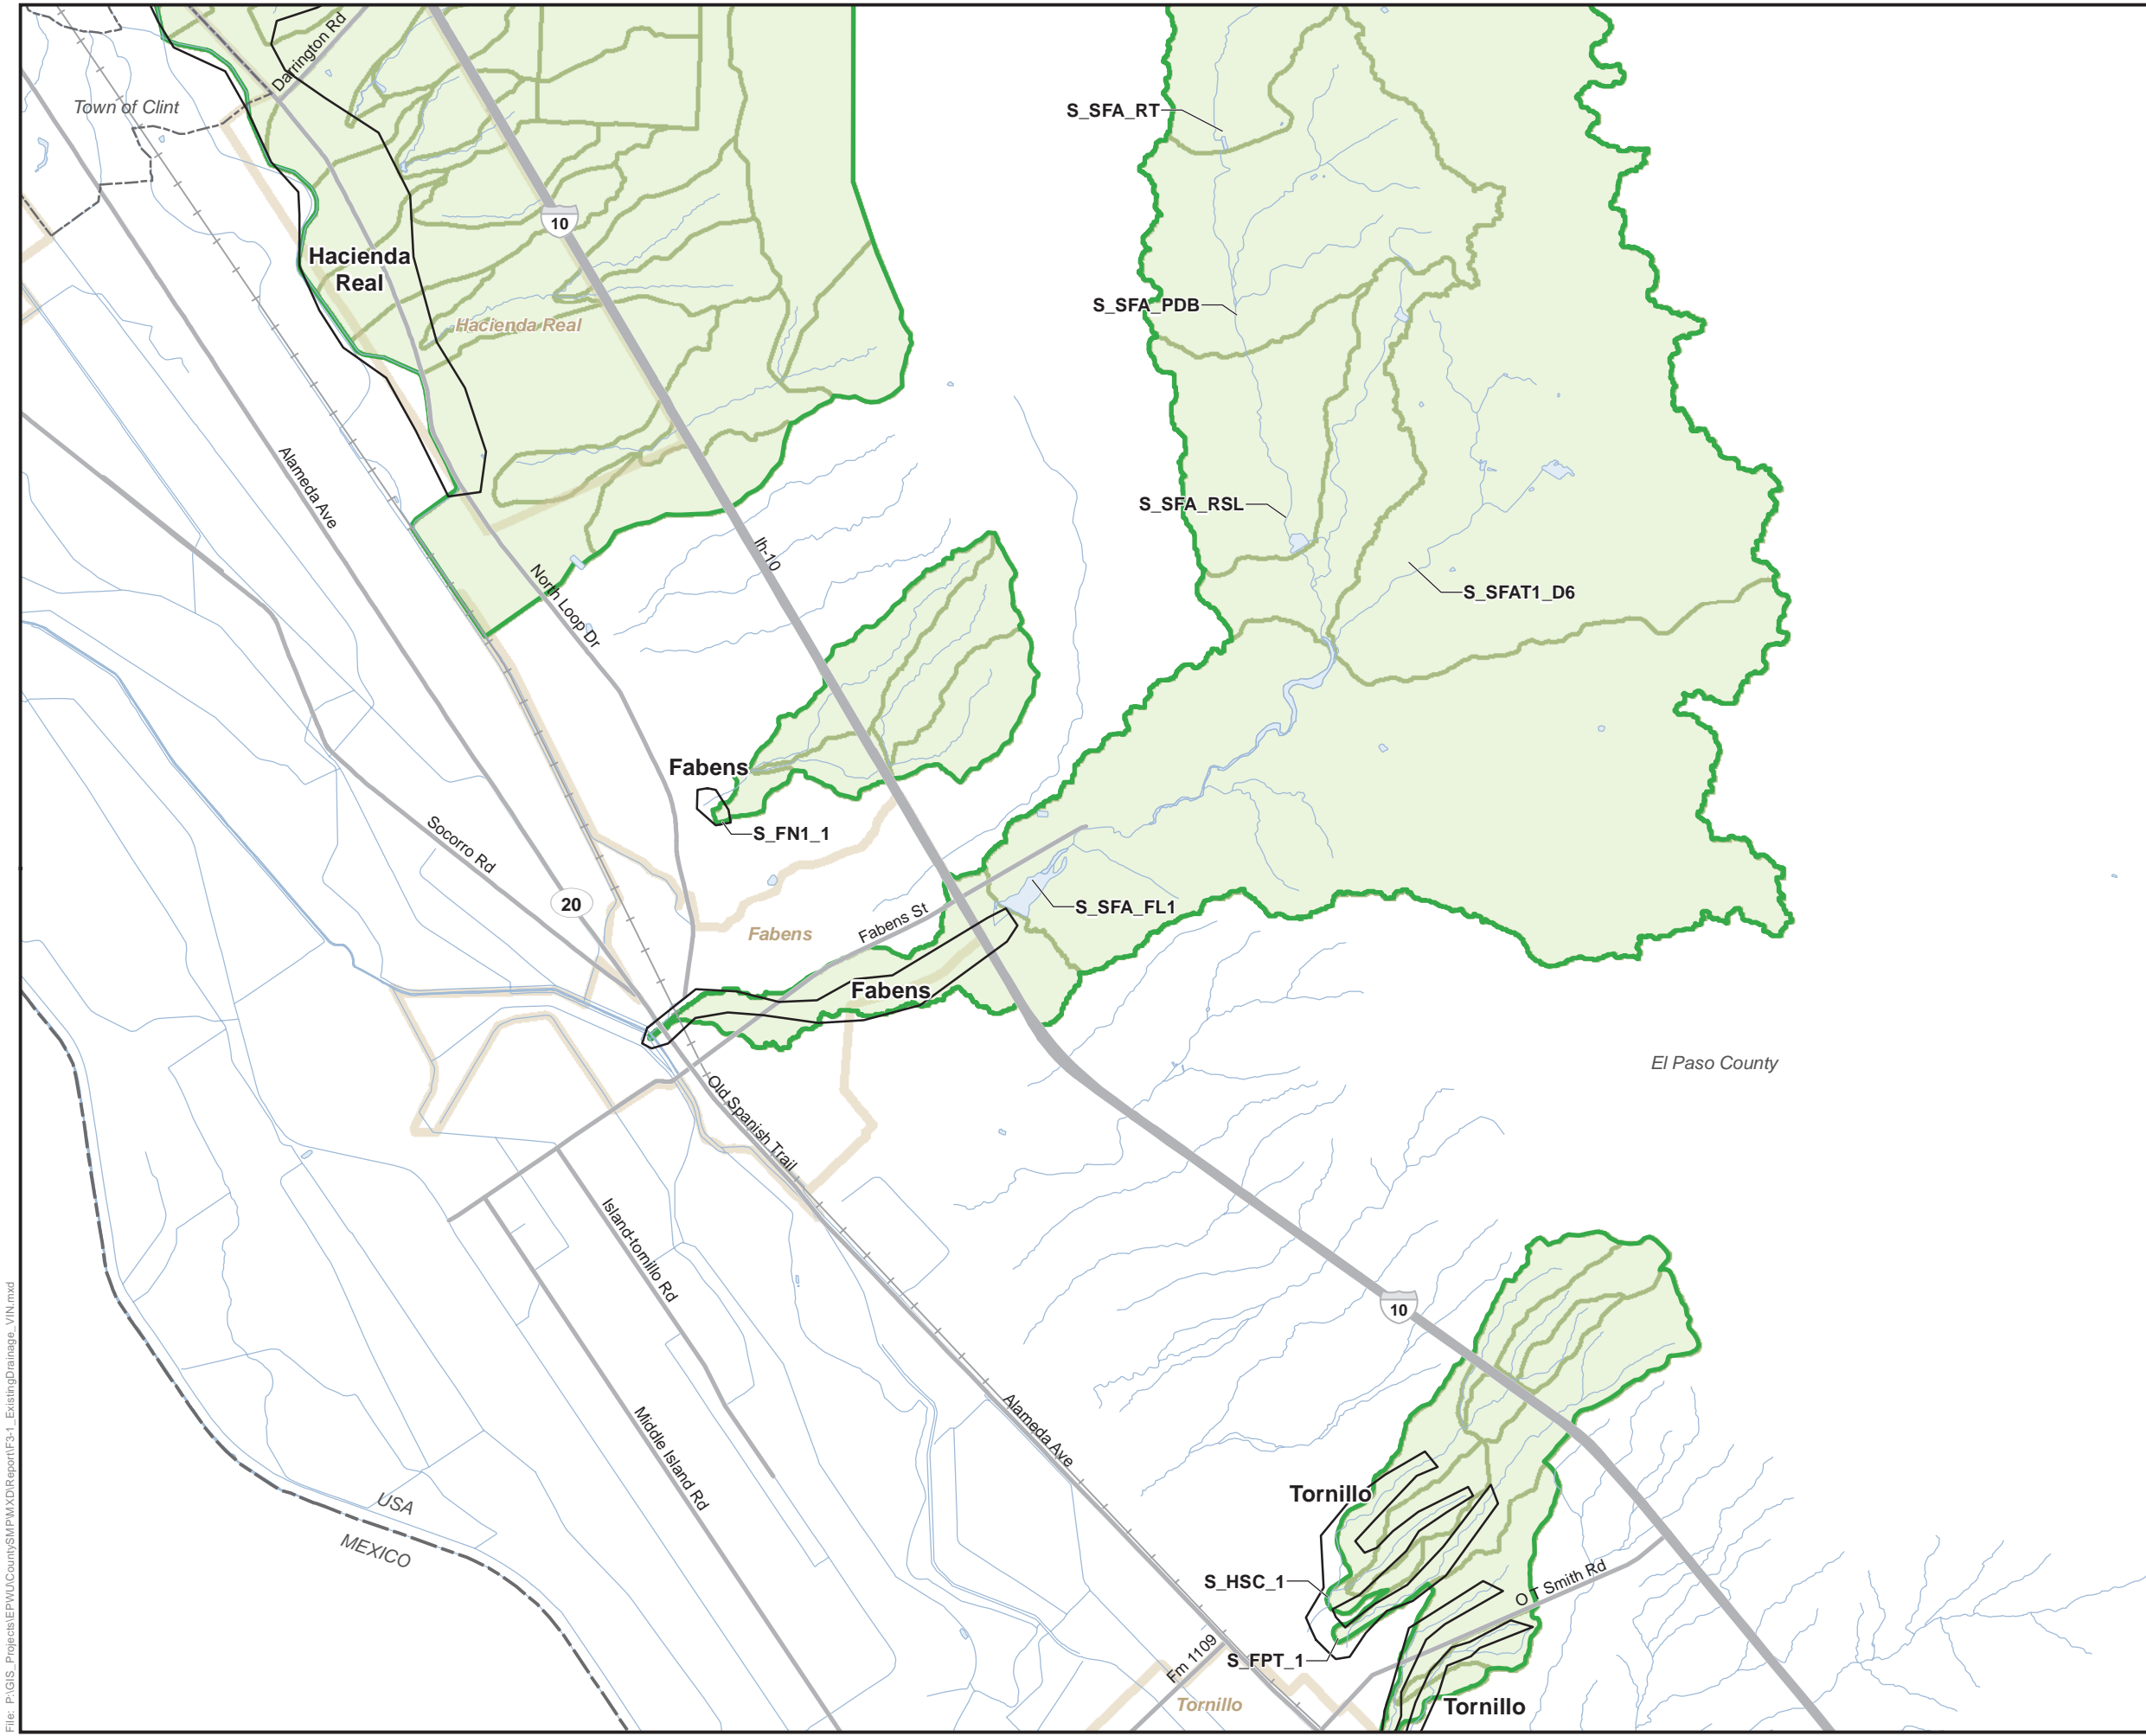 Darrington Rd
Town of Clint
S_SFA_RT
10
Hacienda
Real
S_SFA_PDB
Hacienda Real
Alameda Ave
S_SFA_RSL
Ih-10
North Loop Dr
S_SFAT1_D6
Fabens
S_FN1_1
Socorro Rd
20
S_SFA_FL1
Fabens St
Fabens
Fabens
El Paso County
Old Spanish Trail
Island-tornillo Rd
10
File: P:\GIS_Projects\EPWU\CountySMPMXD\Report\F3-1_ExistingDrainage_VIN.mxd
Alameda Ave
Middle Island Rd
Tornillo
USA
MEXICO
S_HSC_1
O T Smith Rd
S_FPT_1
Fm 1109
Tornillo
Tornillo